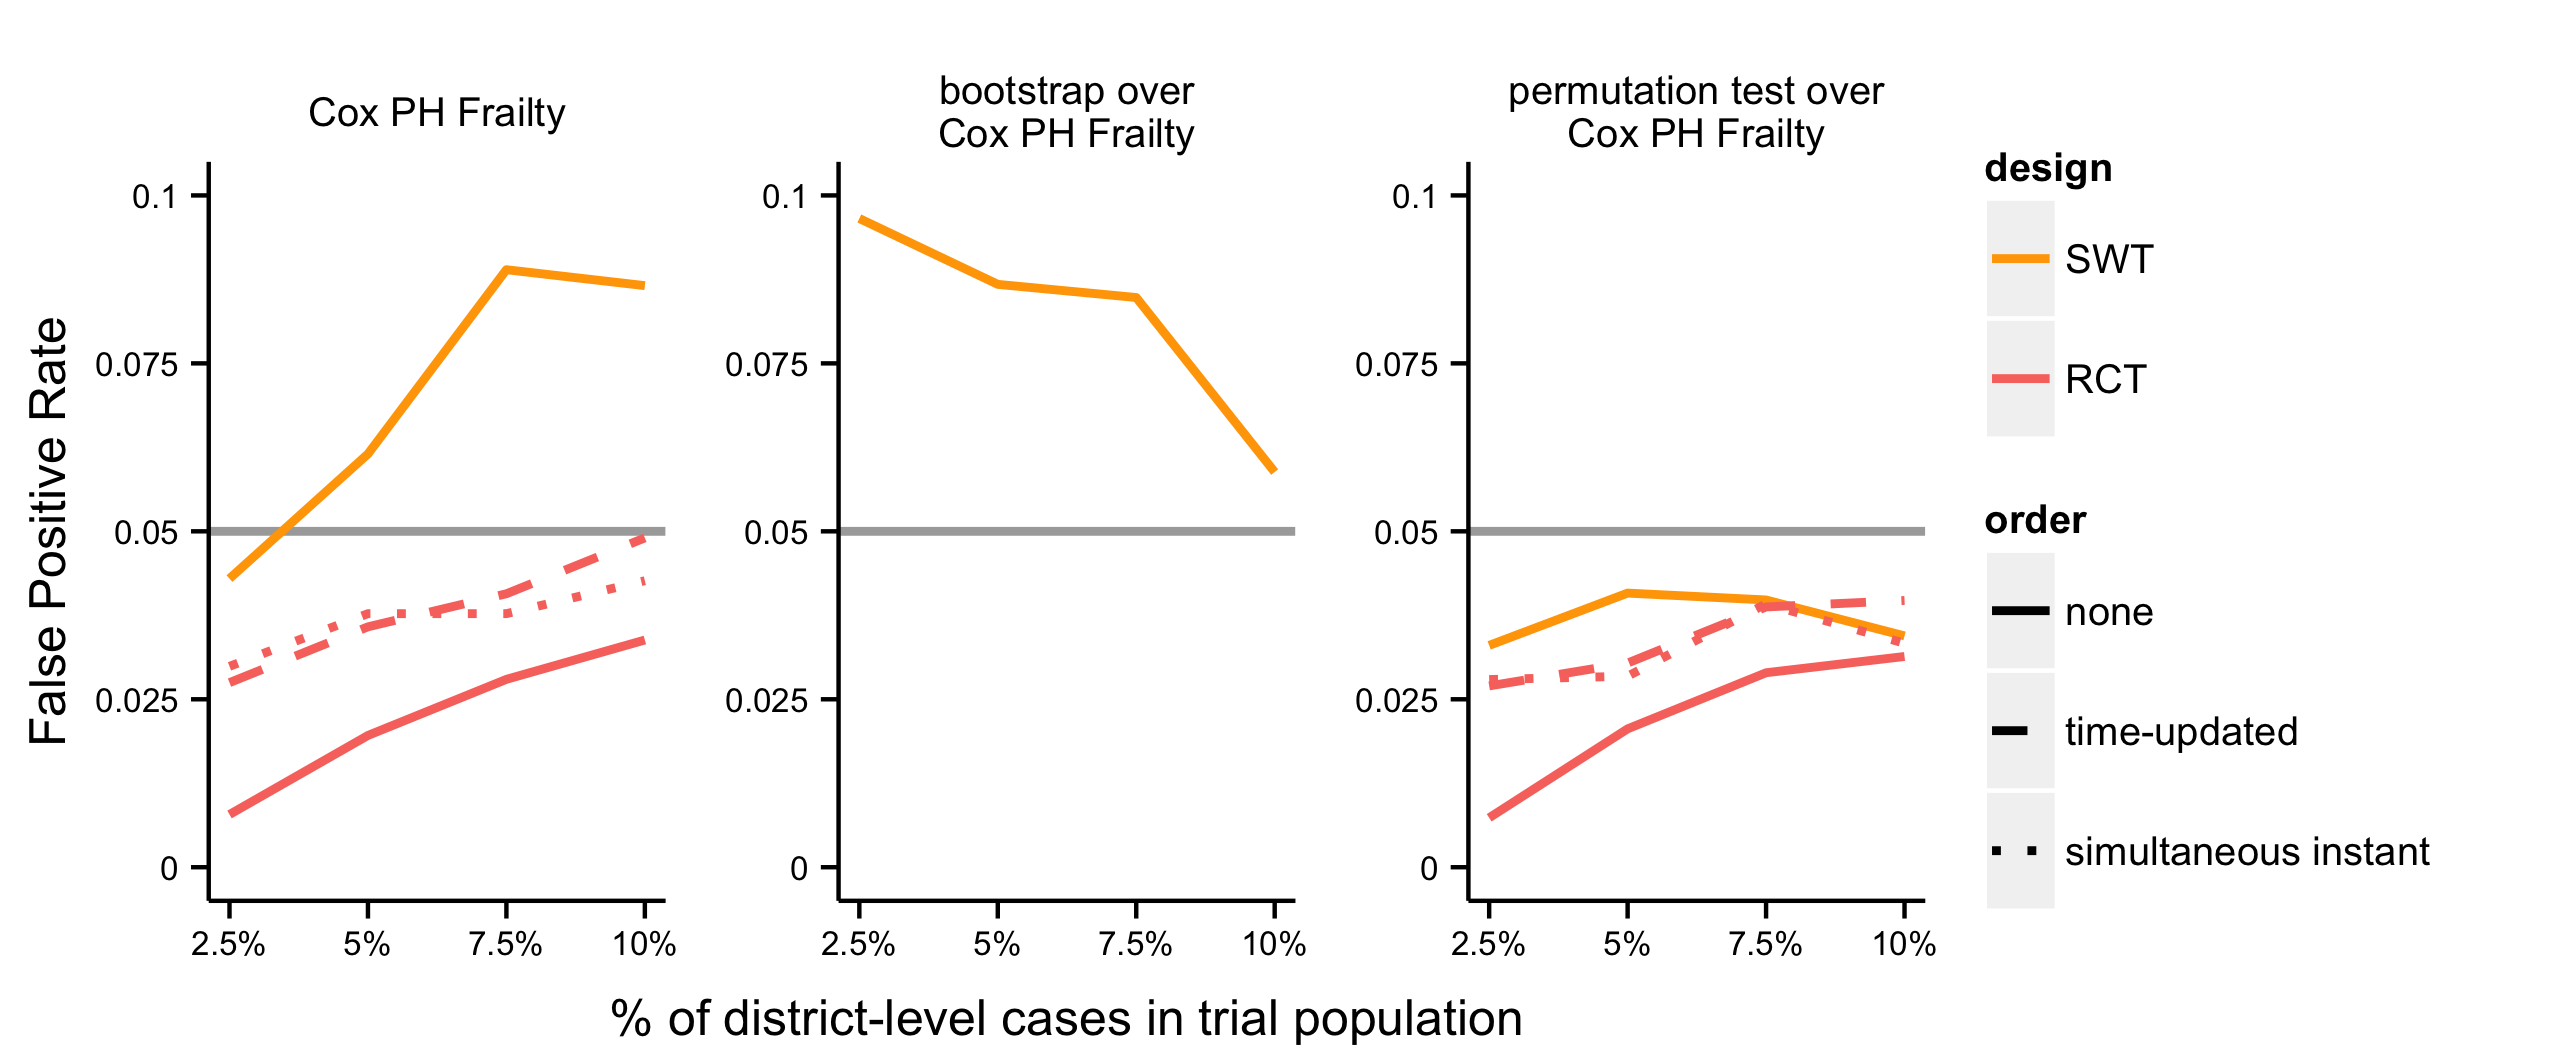 Cox PH Frailty
bootstrap over
Cox PH Frailty
permutation test over
Cox PH Frailty
False Positive Rate
0.1
0.075
0.05
0.025
0
2.5% 5% 7.5% 10%
0.1
0.075
0.05
0.025
0
2.5% 5% 7.5% 10%
0.1
0.075
0.05
0.025
0
2.5% 5% 7.5% 10%
% of district-level cases in trial population
design
SWT
RCT
order
none
time-updated
simultaneous instant